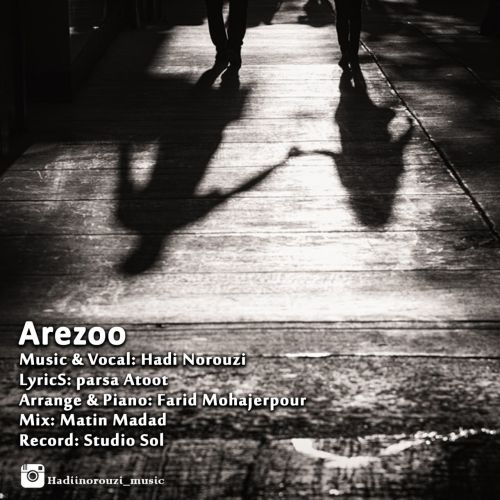 Arezoo
Music & Vocal: Hadi Norouzi
LyricS: parsa Atoot
Arrange & Piano: Farid Mohajerpour
Mix: Matin Madad
Record: Studio Sol
Hadiinorouzi_music